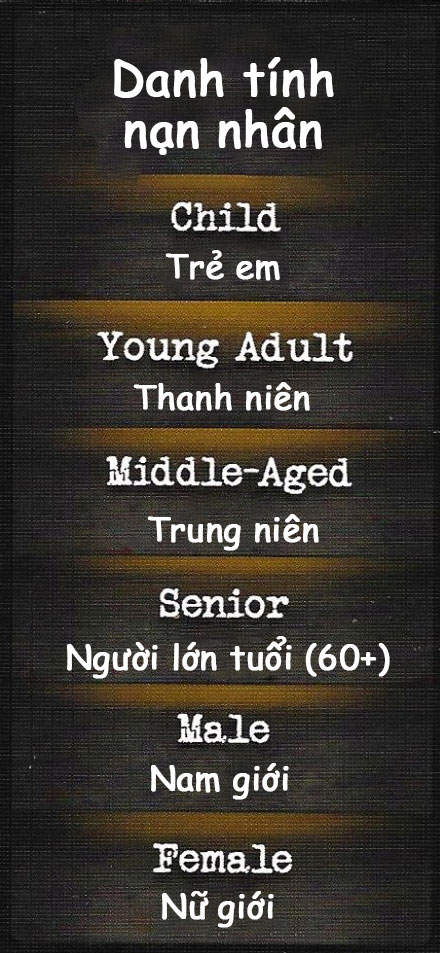 Danh tính
nạn nhân
Child
Trẻ em
Young Adult
Thanh niên
Middle-Aged
Trung niên
Senior
Người lớn tuổi (60+)
Male
Nam giới
Female
Nữ giới